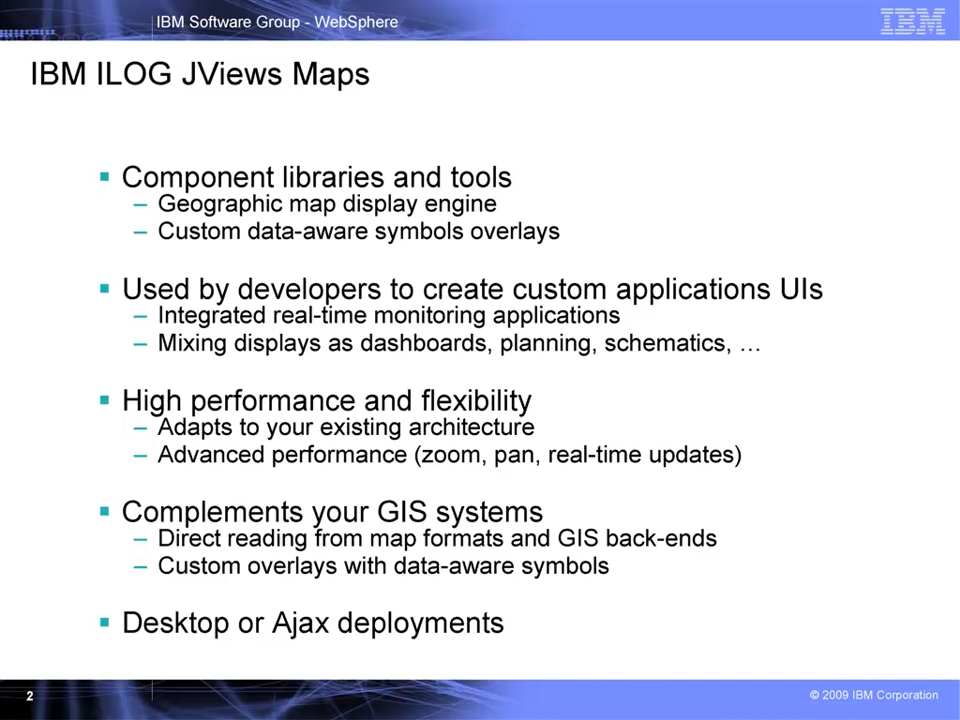 IBM Software Group - WebSphere
IBM
IBM ILOG JViews Maps
▪ Component libraries and tools
– Geographic map display engine
– Custom data-aware symbols overlays
▪ Used by developers to create custom applications UIs
– Integrated real-time monitoring applications
– Mixing displays as dashboards, planning, schematics, …
▪ High performance and flexibility
– Adapts to your existing architecture
– Advanced performance (zoom, pan, real-time updates)
▪ Complements your GIS systems
– Direct reading from map formats and GIS back-ends
– Custom overlays with data-aware symbols
▪ Desktop or Ajax deployments
2
© 2009 IBM Corporation